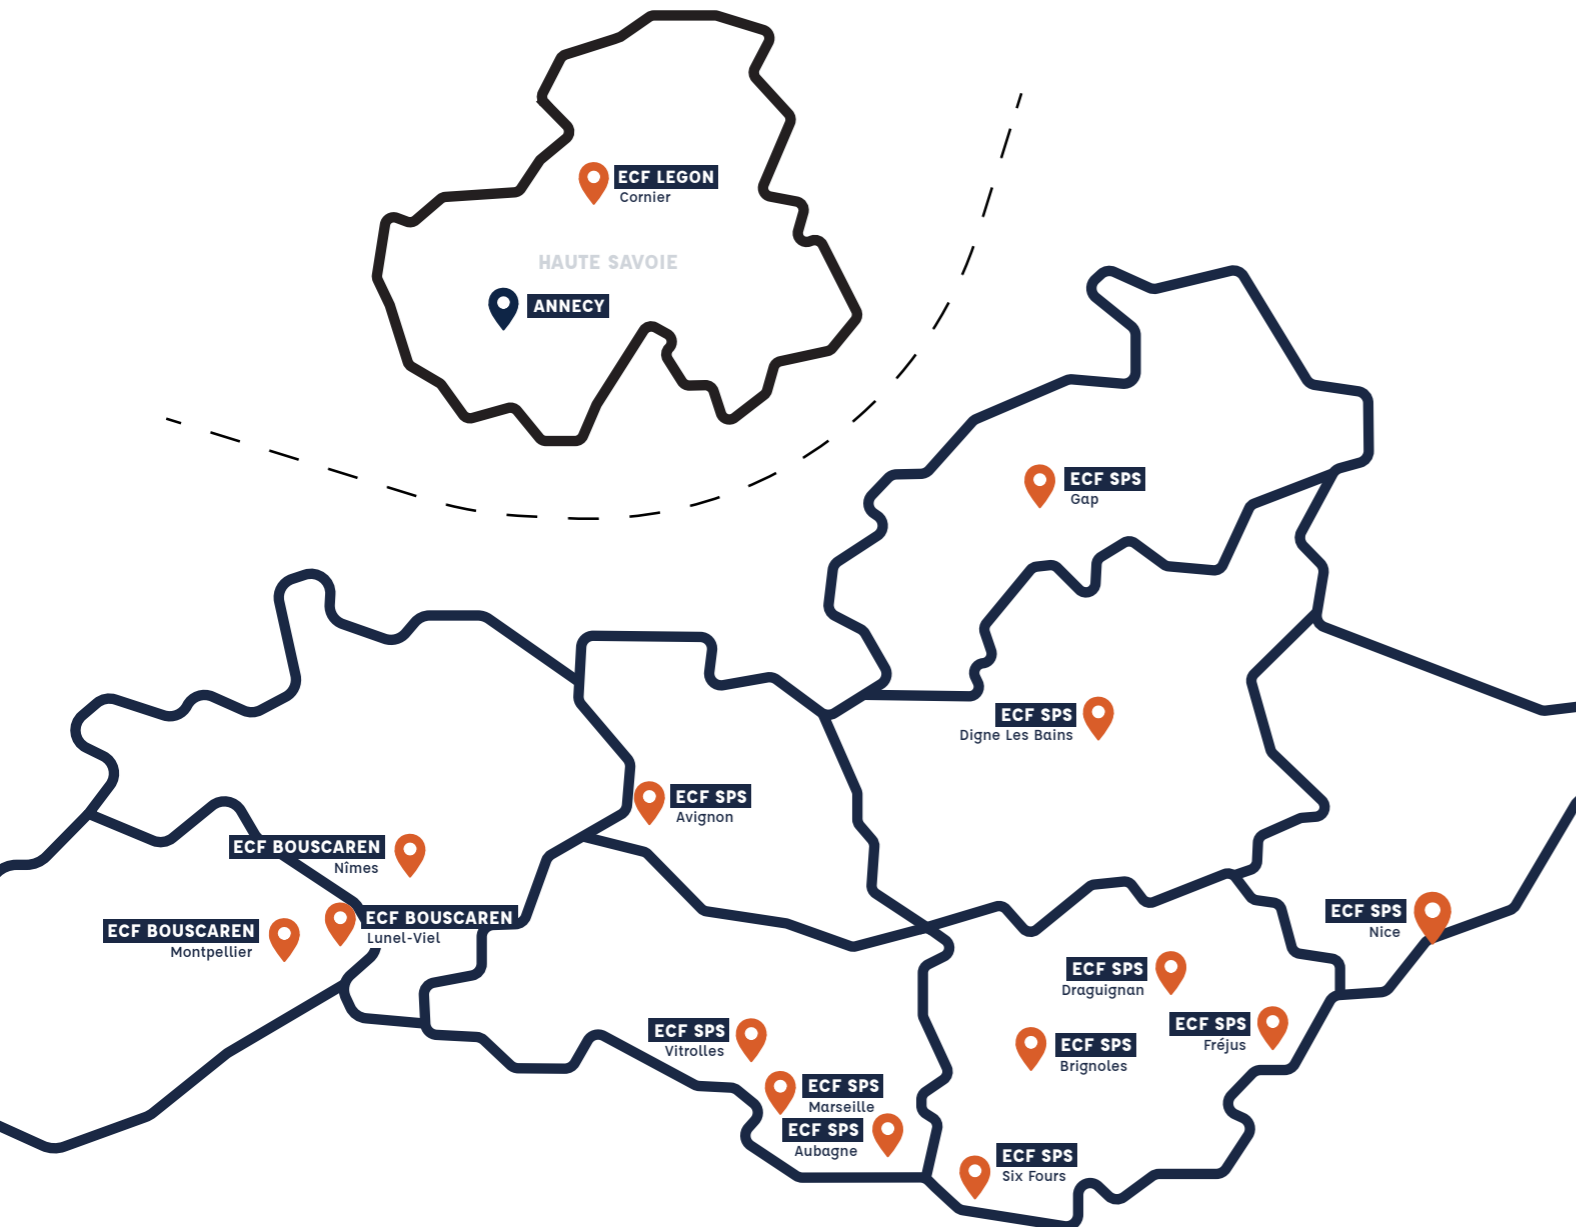 ECF LEGON
Cornier
HAUTE SAVOIE
ANNECY
ECF SPS
Gap
ECF SPS
Digne Les Bains
ECF SPS
Avignon
ECF BOUSCAREN
Nîmes
ECF BOUSCAREN
Lunel-Viel
ECF BOUSCAREN
Montpellier
ECF SPS
Nice
ECF SPS
Draguignan
ECF SPS
Fréjus
ECF SPS
Vitrolles
ECF SPS
Brignoles
ECF SPS
Marseille
ECF SPS
Aubagne
ECF SPS
Six Fours